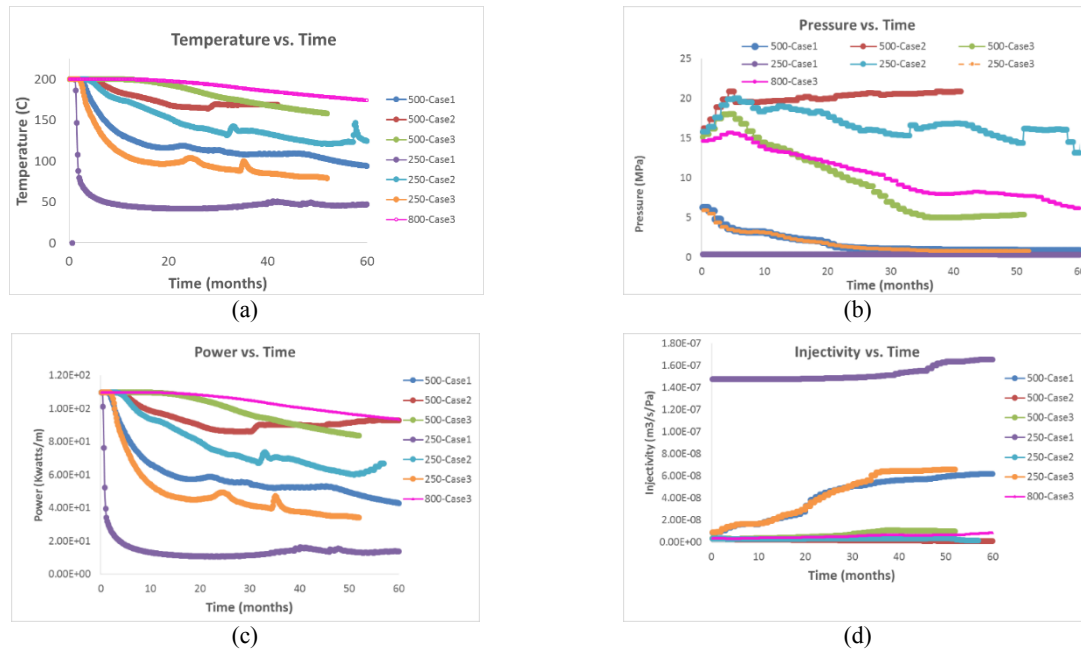 Temperature vs. Time
Temperature (C)
200
150
100
50
0
0 20 40 60
Time (months)
500-Case1
500-Case2
500-Case3
250-Case1
250-Case2
250-Case3
800-Case3
(a)
Pressure vs. Time
500-Case1 500-Case2 500-Case3
250-Case1 250-Case2 250-Case3
800-Case3
Pressure (MPa)
25
20
15
10
5
0
0 10 20 30 40 50 60
Time (months)
(b)
Power vs. Time
Power (Kwatts/m)
1.20E+02
1.00E+02
8.00E+01
6.00E+01
4.00E+01
2.00E+01
0.00E+00
0 10 20 30 40 50 60
Time (months)
500-Case1
500-Case2
500-Case3
250-Case1
250-Case2
250-Case3
800-Case3
(c)
Injectivity vs. Time
Injectivity (m3/s/Pa)
1.80E-07
1.60E-07
1.40E-07
1.20E-07
1.00E-07
8.00E-08
6.00E-08
4.00E-08
2.00E-08
0.00E+00
0 10 20 30 40 50 60
Time (months)
500-Case1
500-Case2
500-Case3
250-Case1
250-Case2
250-Case3
800-Case3
(d)